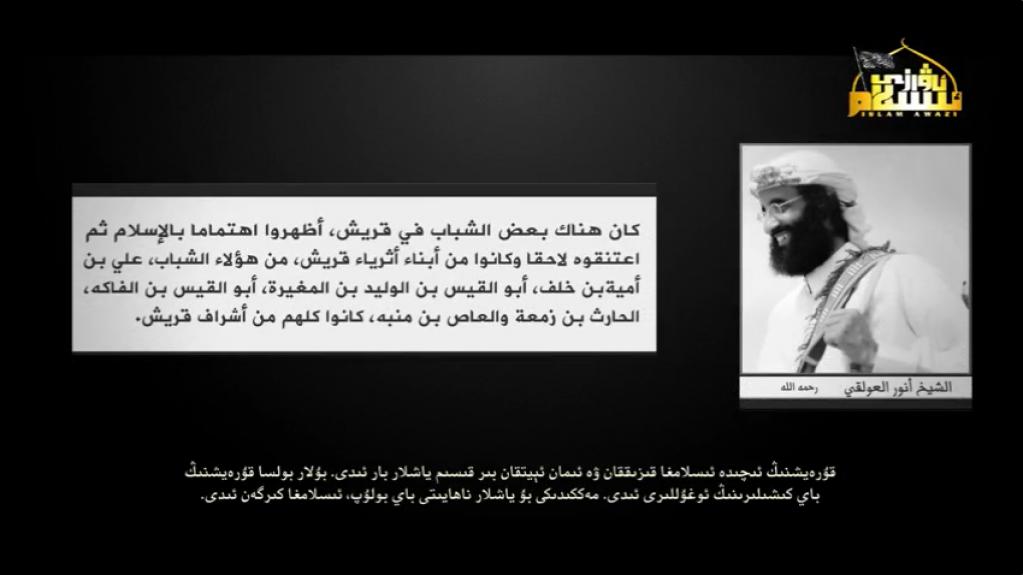 ئىسلام ئاۋازى
ISLAM AWAZI
كان هناك بعض الشباب في قريش، أظهروا اهتماما بالإسلام ثم
اعتنقوه لاحقا وكانوا من أبناء أثرياء قريش، من هؤلاء الشباب، علي بن
أميةبن خلف، أبو القيس بن الوليد بن المغيرة، أبو القيس بن الفاكه،
الحارث بن زمعة والعاص بن منبه، كانوا كلهم من أشراف قريش.
الشيخ أنور العولقي رحمه الله
قۇرەيشنىڭ ئىچىدە ئىسلامغا قىزىققان ۋە ئىمان ئېيتقان بىر قىسىم ياشلار بار ئىدى. بۇلار بولسا قۇرەيشنىڭ
باي كىشىلىرىنىڭ ئوغۇللىرى ئىدى. مەككىدىكى بۇ ياشلار ناھايىتى باي بولۇپ، ئىسلامغا كىرگەن ئىدى.